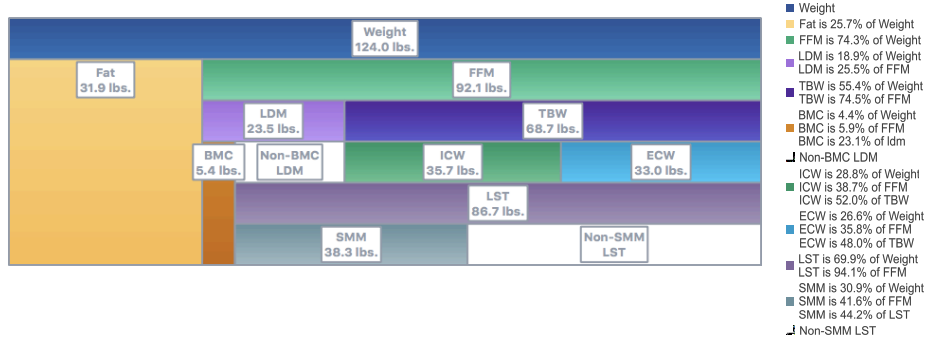 Weight
124.0 lbs.
Fat
31.9 lbs.
FFM
92.1 lbs.
LDM
23.5 lbs.
TBW
68.7 lbs.
BMC
5.4 lbs.
Non-BMC
LDM
ICW
35.7 lbs.
ECW
33.0 lbs.
LST
86.7 lbs.
SMM
38.3 lbs.
Non-SMM
LST
Weight
Fat is 25.7% of Weight
FFM is 74.3% of Weight
LDM is 18.9% of Weight
LDM is 25.5% of FFM
TBW is 55.4% of Weight
TBW is 74.5% of FFM
BMC is 4.4% of Weight
BMC is 5.9% of FFM
BMC is 23.1% of ldm
Non-BMC LDM
ICW is 28.8% of Weight
ICW is 38.7% of FFM
ICW is 52.0% of TBW
ECW is 26.6% of Weight
ECW is 35.8% of FFM
ECW is 48.0% of TBW
LST is 69.9% of Weight
LST is 94.1% of FFM
SMM is 30.9% of Weight
SMM is 41.6% of FFM
SMM is 44.2% of LST
Non-SMM LST